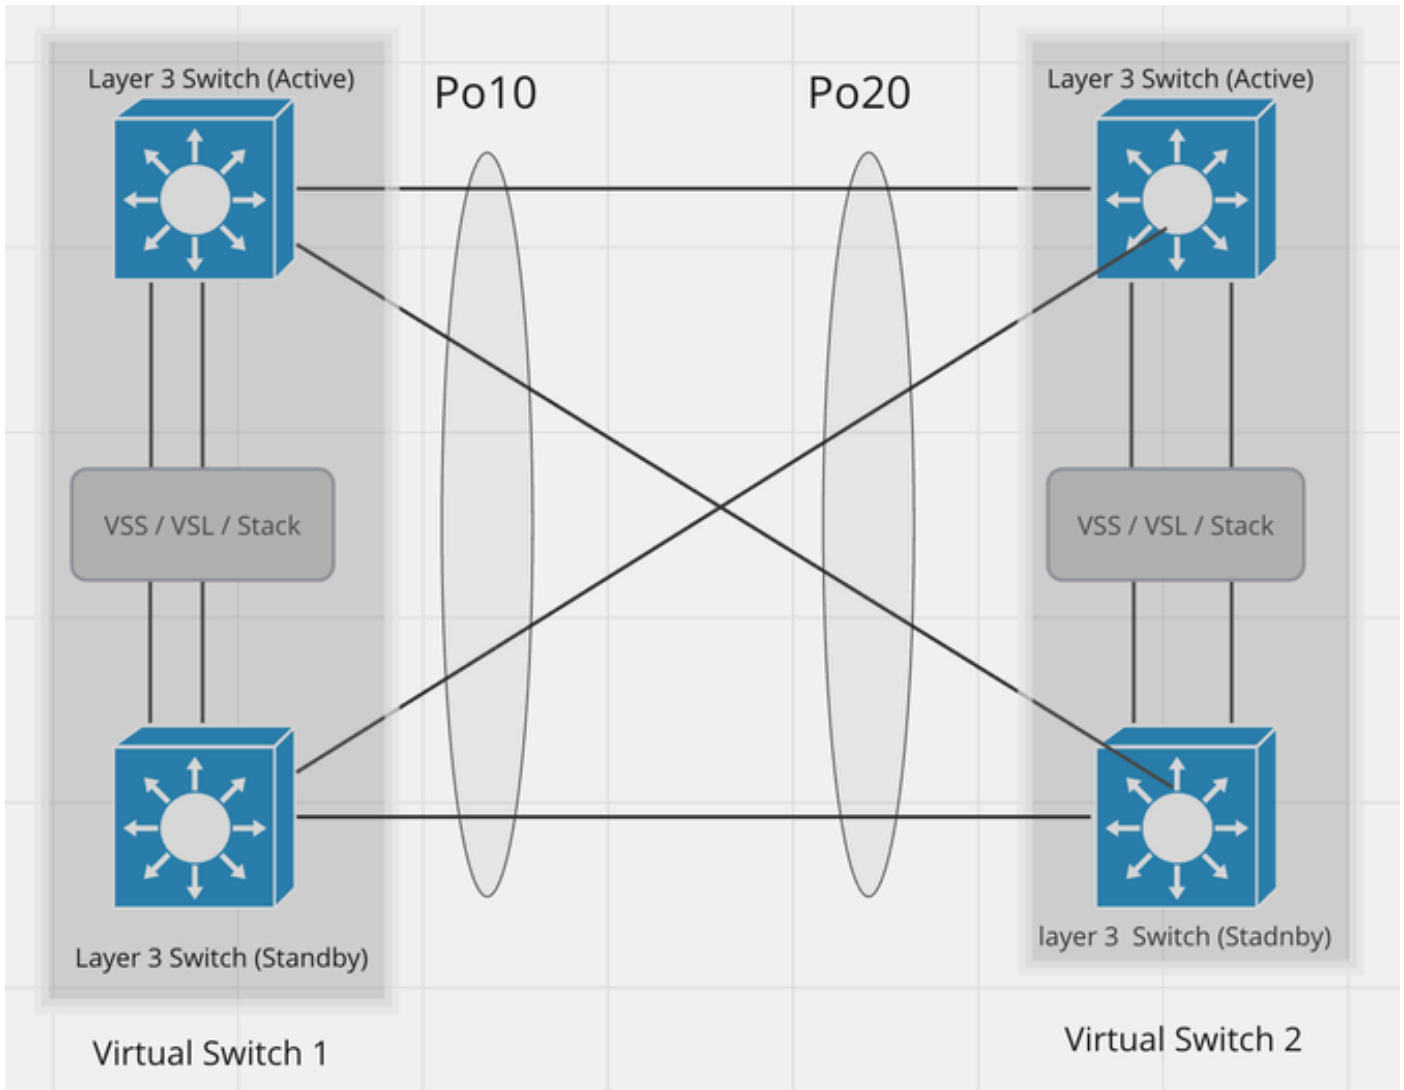 Layer 3 Switch (Active)
Po10
Po20
Layer 3 Switch (Active)
VSS / VSL / Stack
VSS / VSL / Stack
Layer 3 Switch (Standby)
layer 3  Switch (Stadnby)
Virtual Switch 1
Virtual Switch 2